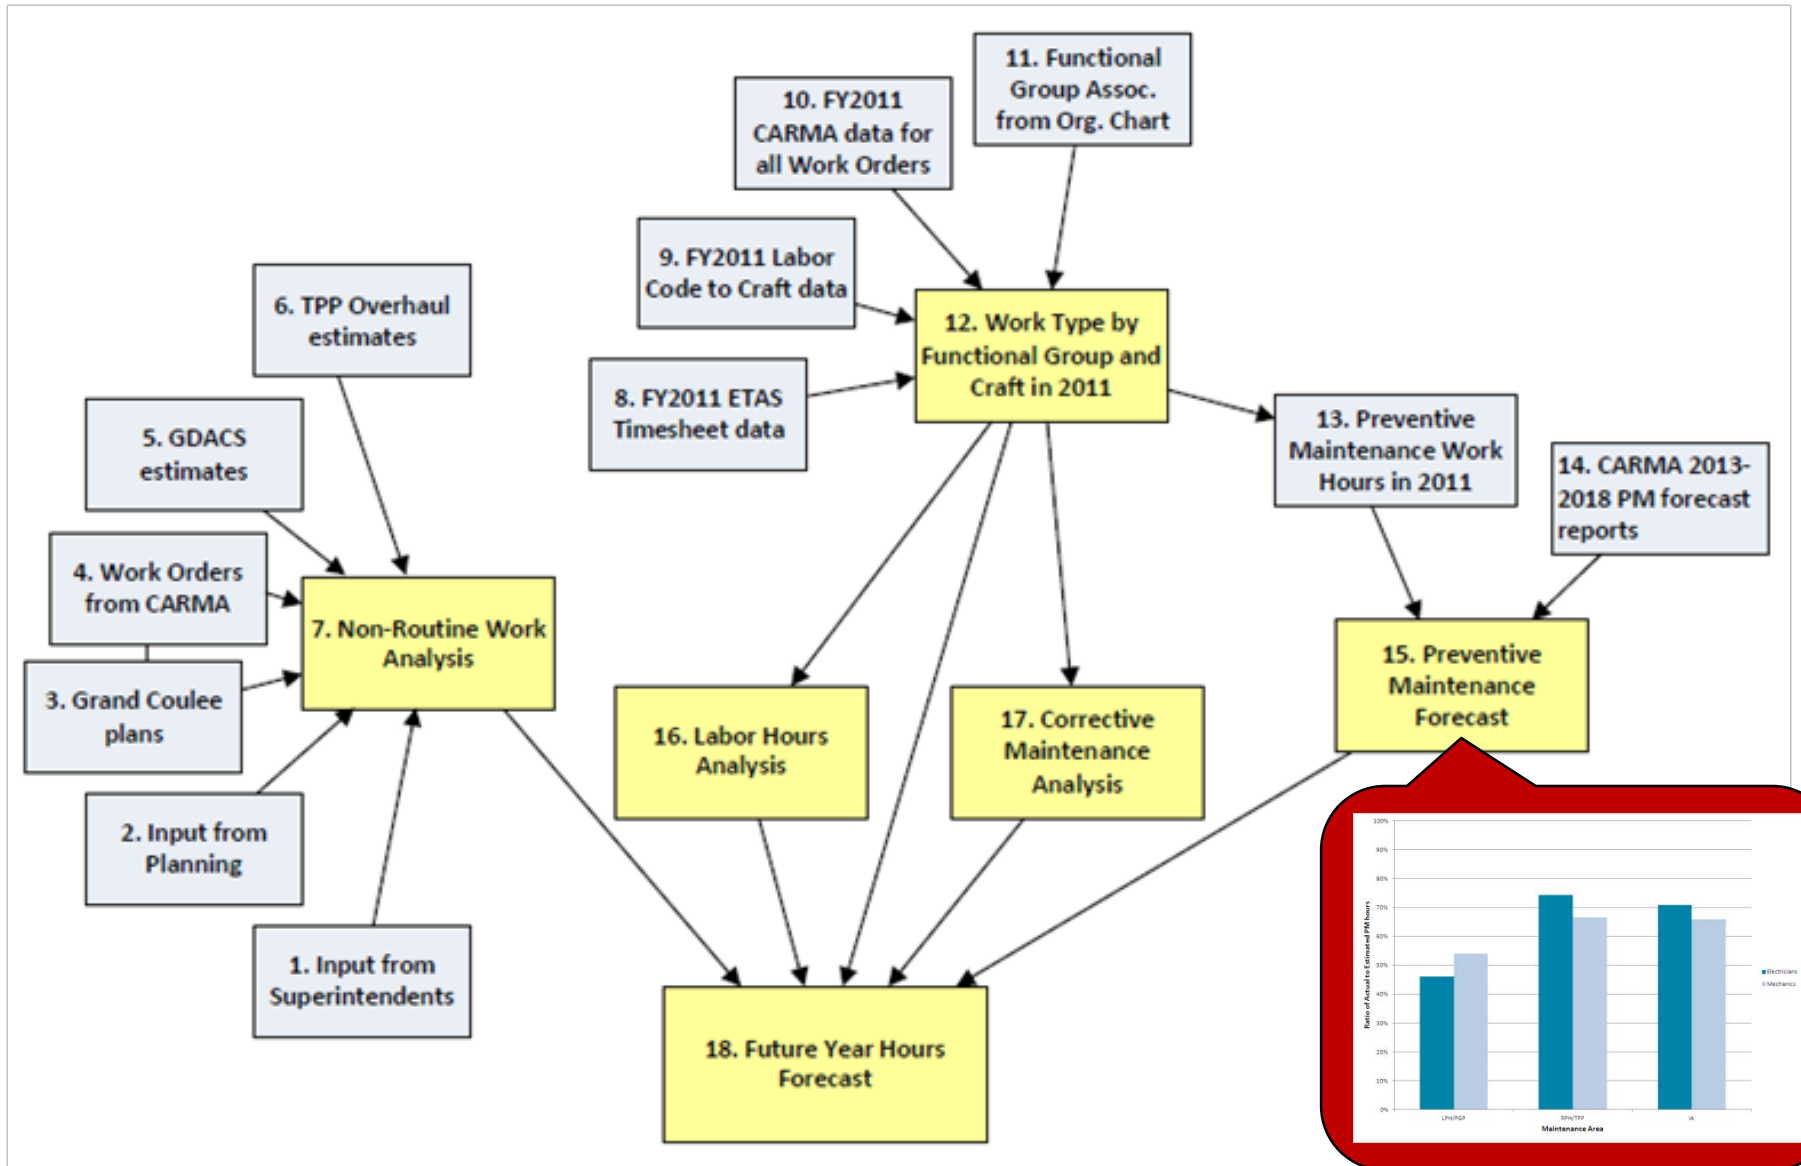 11. Functional
Group Assoc.
from Org. Chart
10. FY2011
CARMA data for
all Work Orders
9. FY2011 Labor
Code to Craft data
6. TPP Overhaul
estimates
12. Work Type by
Functional Group and
Craft in 2011
8. FY2011 ETAS
Timesheet data
5. GDACS
estimates
13. Preventive
Maintenance Work
Hours in 2011
14. CARMA 2013-
2018 PM forecast
reports
4. Work Orders
from CARMA
7. Non-Routine Work
Analysis
3. Grand Coulee
plans
15. Preventive
Maintenance
Forecast
16. Labor Hours
Analysis
17. Corrective
Maintenance
Analysis
2. Input from
Planning
1. Input from
Superintendents
18. Future Year Hours
Forecast
Ratio of Actual to Estimated PM hours
100%
90%
80%
70%
60%
50%
40%
30%
20%
10%
0%
Electricians
Mechanics
LPH/PGP
RPH/TPP
IA
Maintenance Area